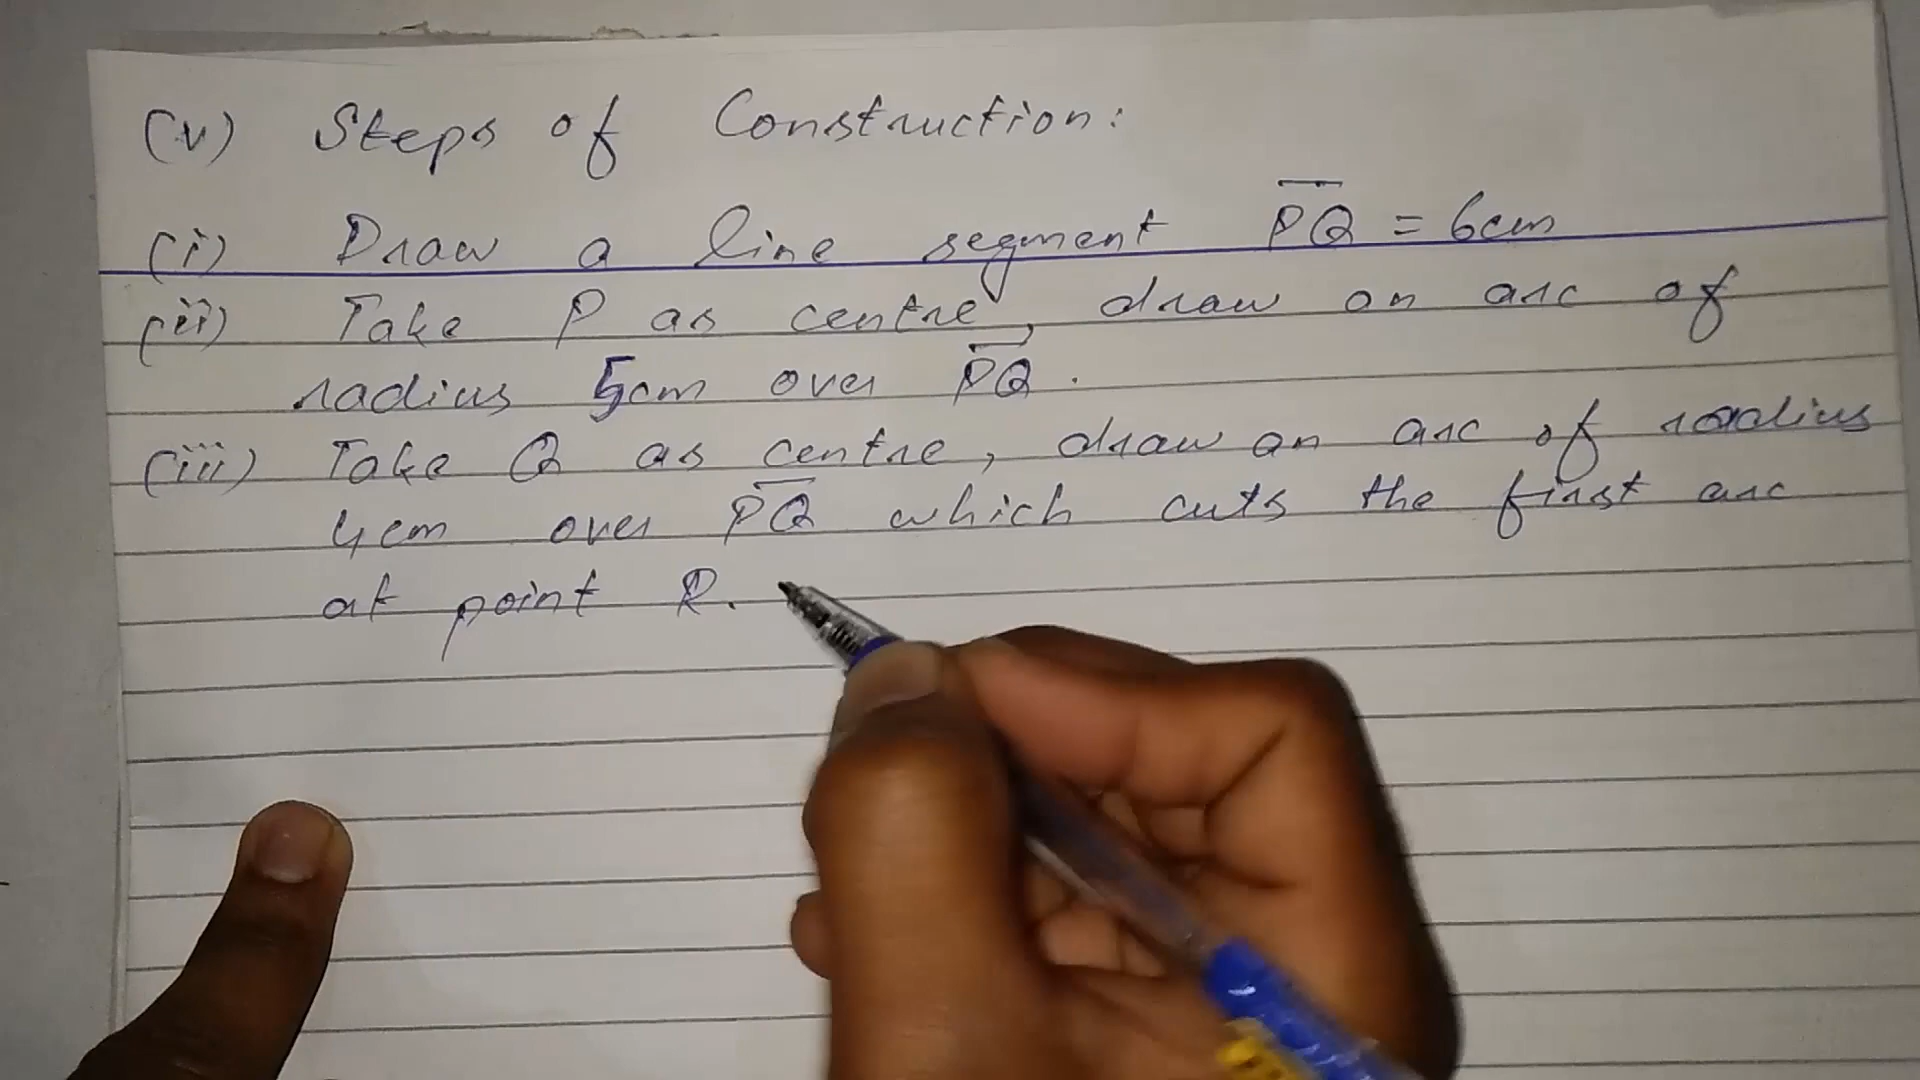 (v) Steps of Construction:
(i) Draw a line segment P̅Q̅ = 6cm
(ii) Take P as centre, draw an arc of
radius 5cm over P̅Q̅.
(iii) Take Q as centre, draw an arc of radius
4cm over P̅Q̅ which cuts the first arc
at point R.